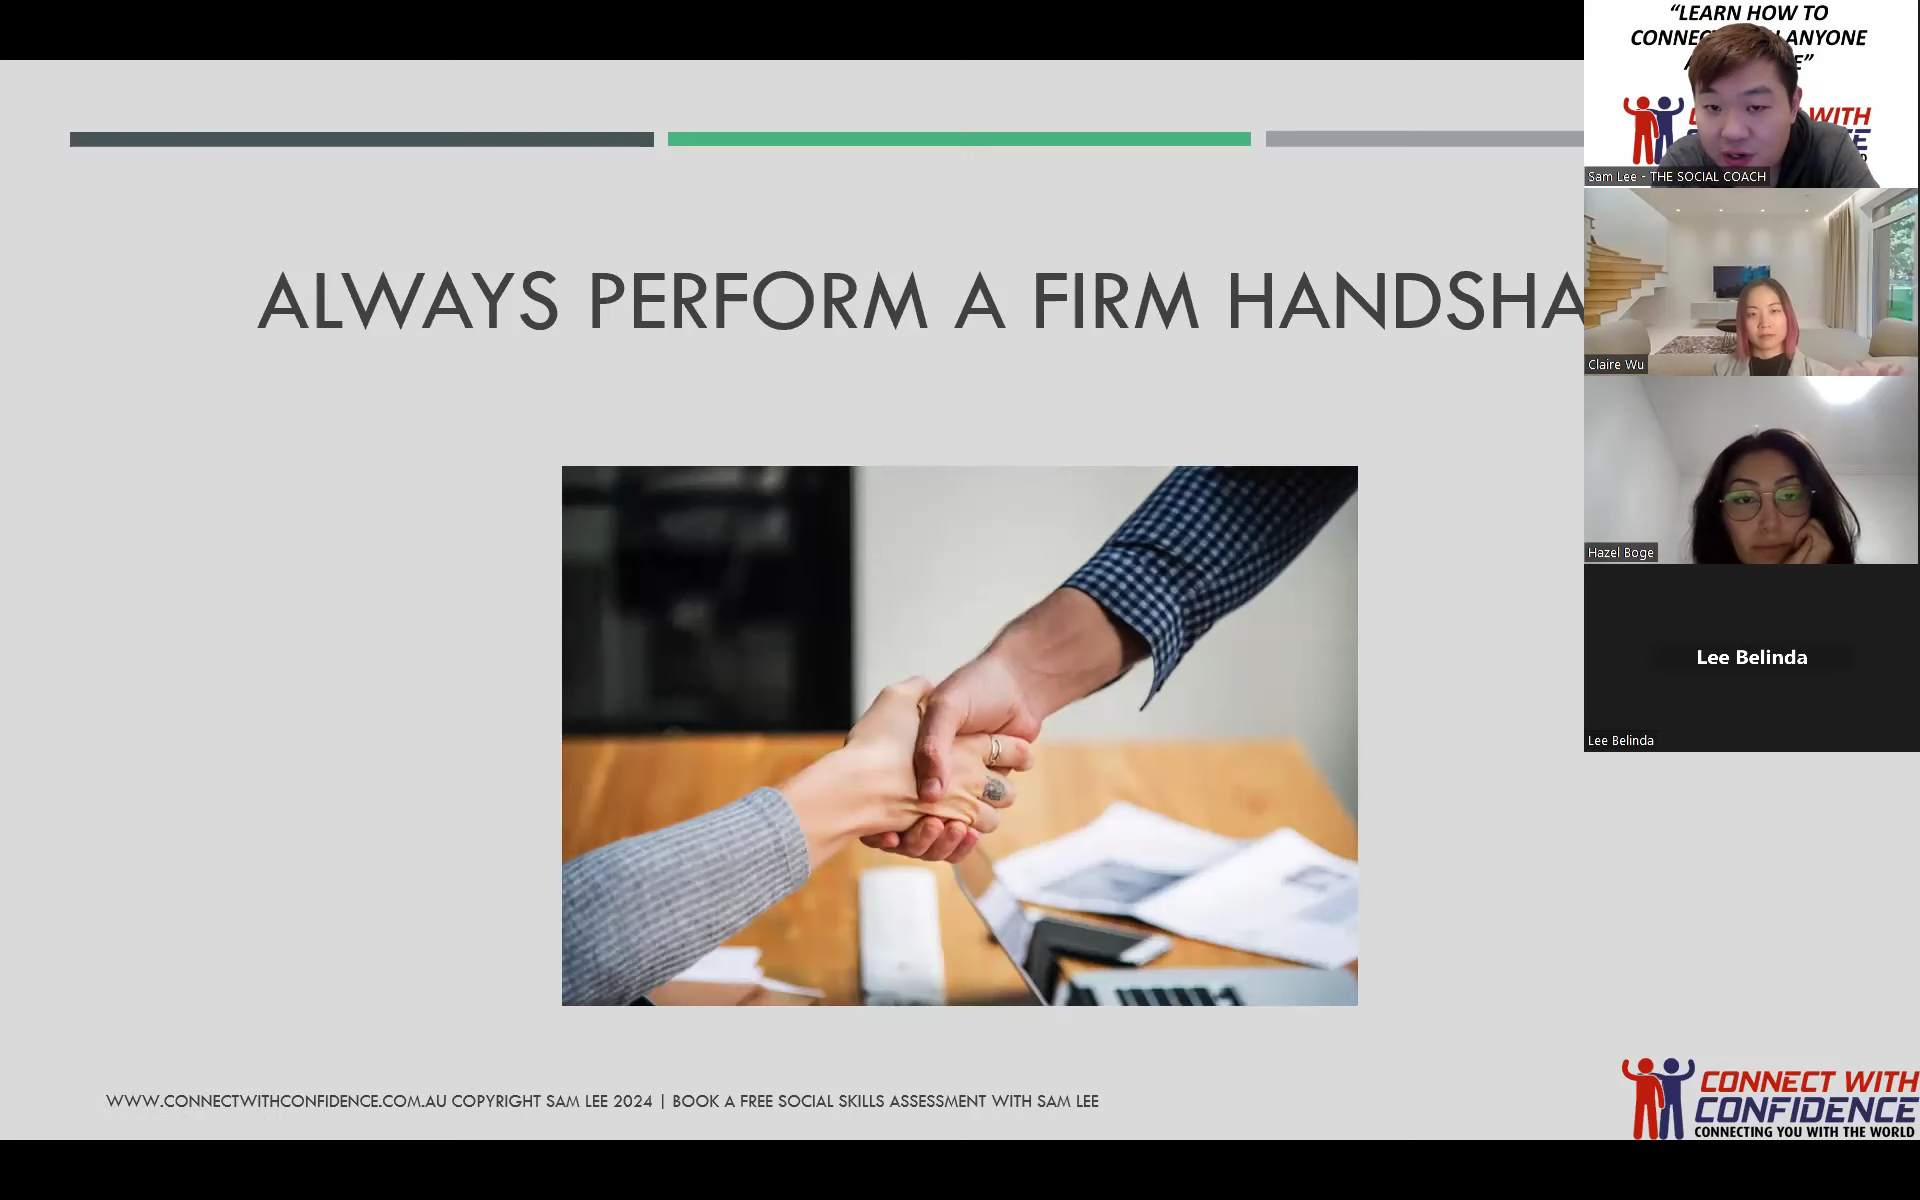 ALWAYS PERFORM A FIRM HANDSHA
WWW.CONNECTWITHCONFIDENCE.COM.AU COPYRIGHT SAM LEE 2024 | BOOK A FREE SOCIAL SKILLS ASSESSMENT WITH SAM LEE
CONNECT WITH
CONFIDENCE
CONNECTING YOU WITH THE WORLD
“LEARN HOW TO
ANYONE
WITH
Sam Lee - THE SOCIAL COACH
Claire Wu
Hazel Boge
Lee Belinda
Lee Belinda